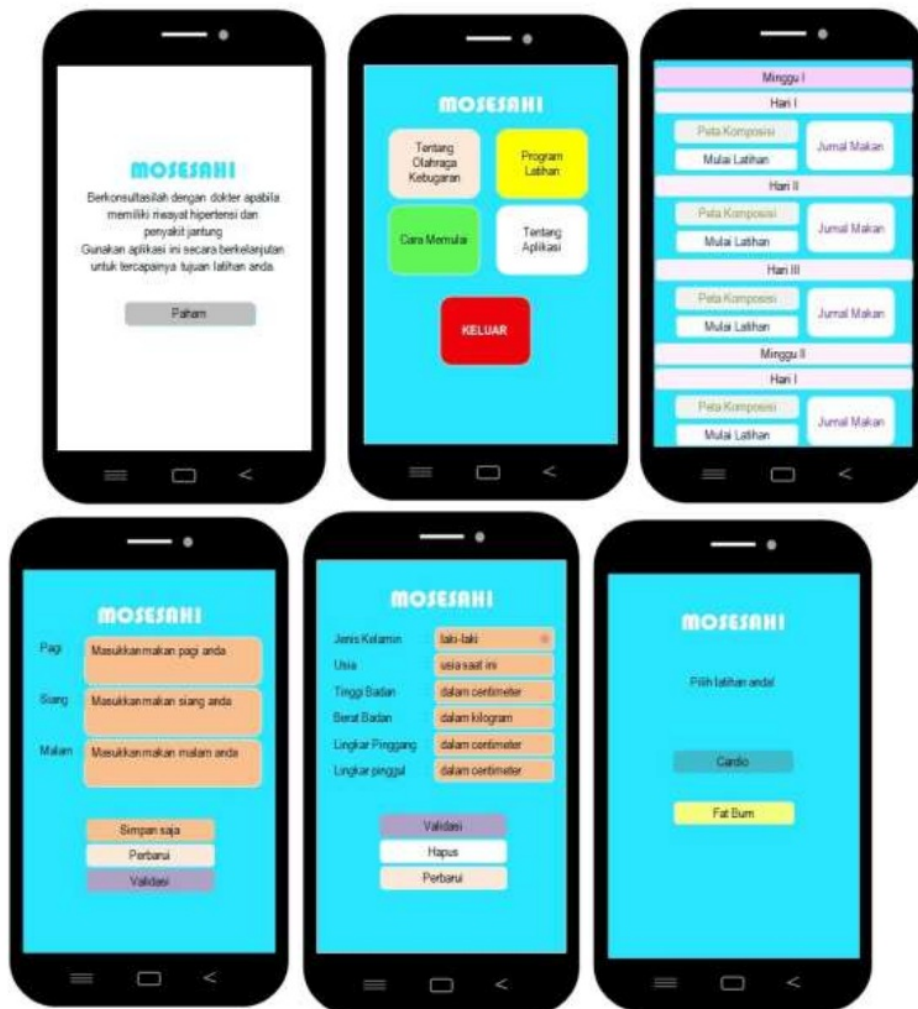 MOSESAHI
Berkonsultasilah dengan dokter apabila
memiliki riwayat hipertensi dan
penyakit jantung
Gunakan aplikasi ini secara berkelanjutan
untuk tercapainya tujuan latihan anda
Paham
MOSESAHI
Tentang
Olahraga
Kebugaran
Program
Latihan
Cara Memulai
Tentang
Aplikasi
KELUAR
Minggu I
Hari I
Peta Komposisi
Mulai Latihan
Jurnal Makan
Hari II
Peta Komposisi
Mulai Latihan
Jurnal Makan
Hari III
Peta Komposisi
Mulai Latihan
Jurnal Makan
Minggu II
Hari I
Peta Komposisi
Mulai Latihan
Jurnal Makan
MOSESAHI
Pagi Masukkan makan pagi anda
Siang Masukkan makan siang anda
Malam Masukkan makan malam anda
Simpan saja
Perbarui
Validasi
MOSESAHI
Jenis Kelamin : laki-laki
Usia : usia saat ini
Tinggi Badan : dalam centimeter
Berat Badan : dalam kilogram
Lingkar Pinggang : dalam centimeter
Lingkar pinggul : dalam centimeter
Validasi
Hapus
Perbarui
MOSESAHI
Pilih latihan anda!
Cardio
Fat Burn